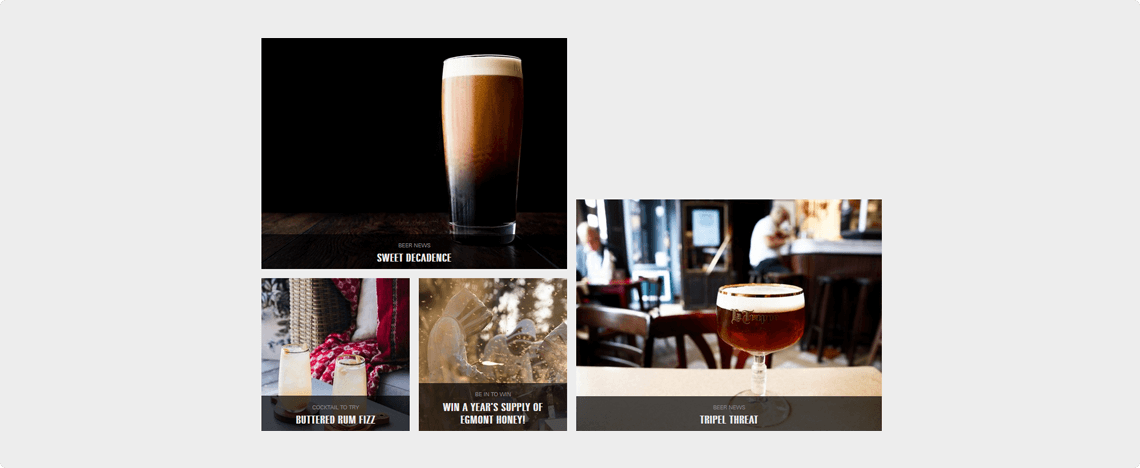 BEER NEWS
SWEET DECADENCE
COCKTAIL TO TRY
BUTTERED RUM FIZZ
BE IN TO WIN
WIN A YEAR'S SUPPLY OF
EGMONT HONEY!
BEER NEWS
TRIPEL THREAT